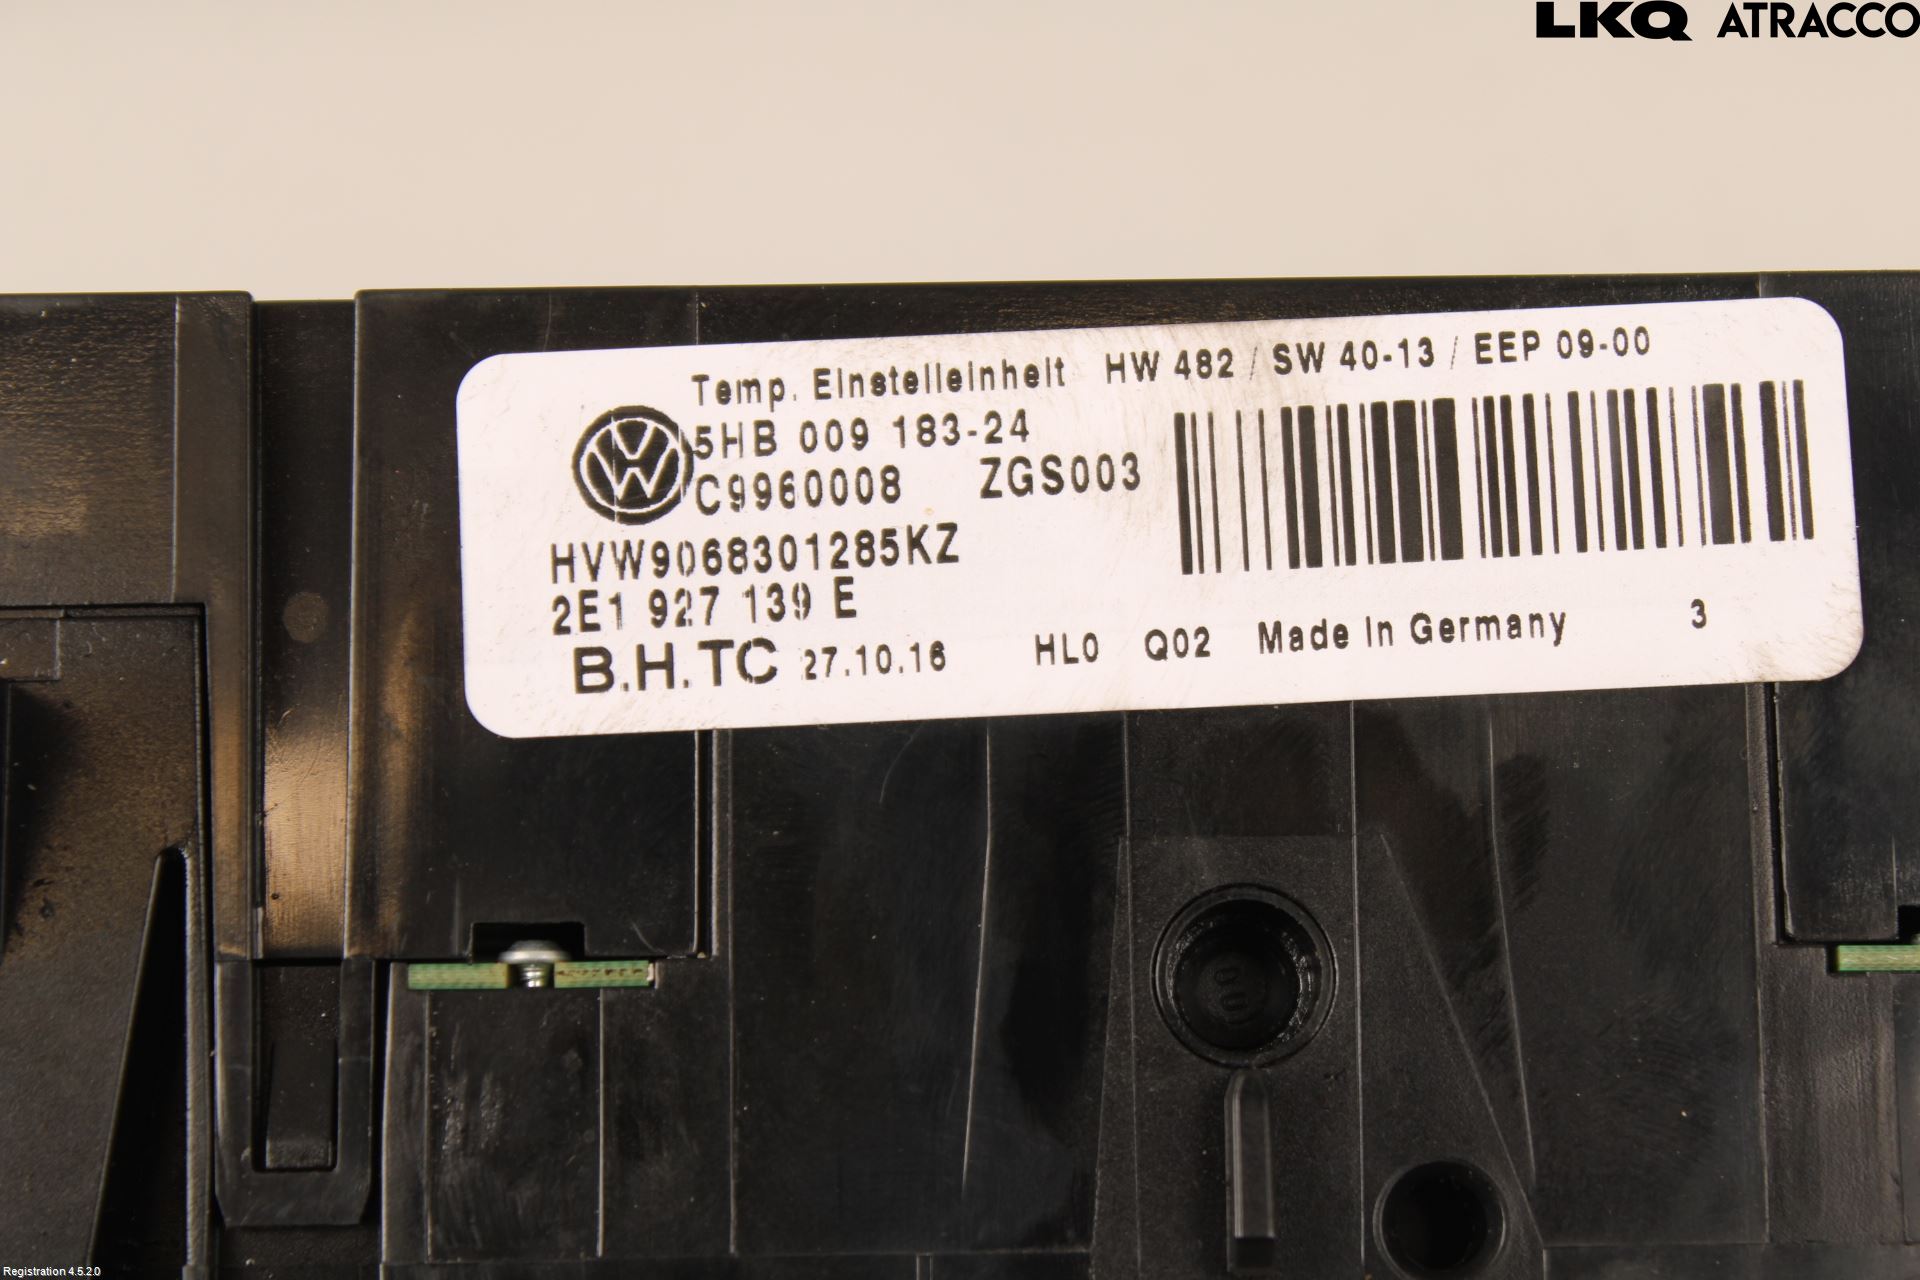 LKQ ATRACCO
Temp. Einstelleinheit HW 482 / SW 40-13 / EEP 09-00
5HB 009 183-24
C9960008 ZGS003
HVW9068301285KZ
2E1 927 139 E
B.H.TC 27.10.16 HL0 Q02 Made in Germany 3
Registration 4.5.2.0